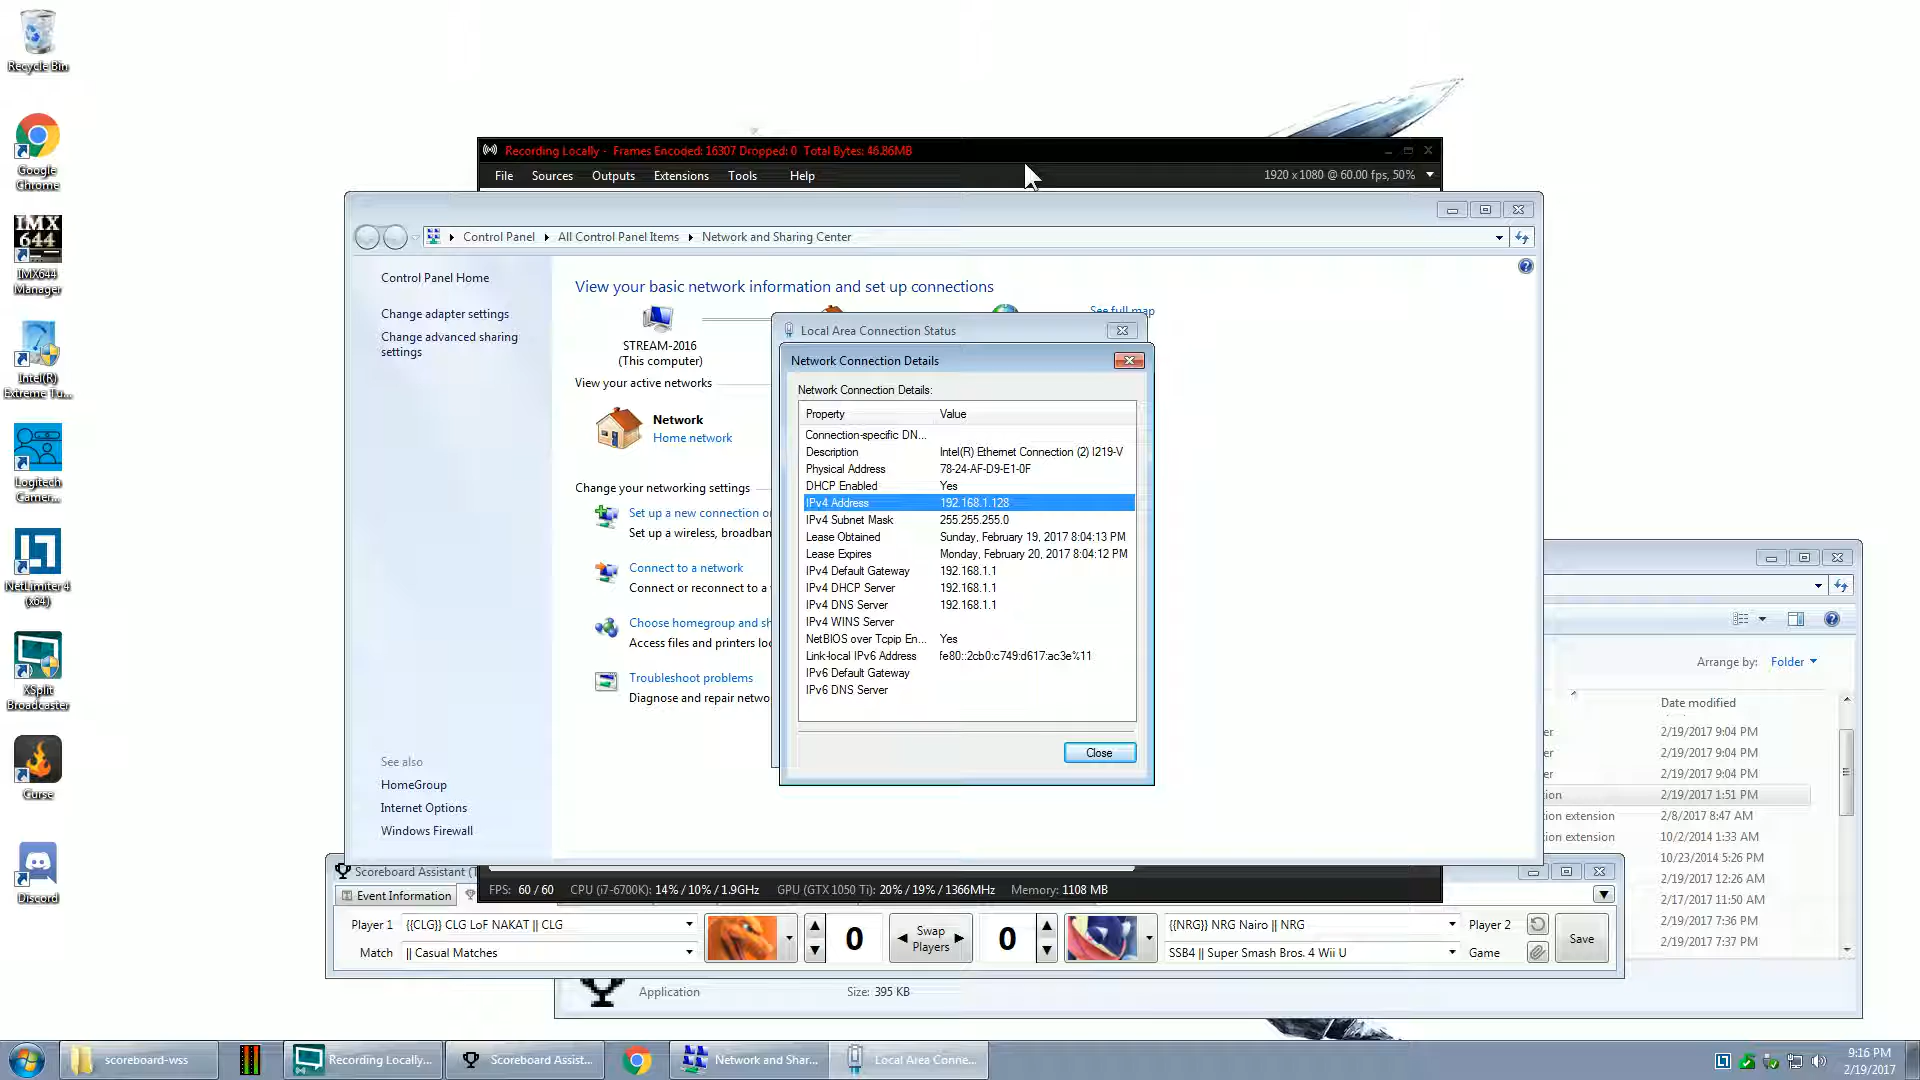 Recycle Bin
Google
Chrome
IMX
644
IMX644
Manager
Intel(R)
Extreme Tu...
Logitech
Camer...
NetLimiter 4
(x64)
XSplit
Broadcaster
Curse
Discord
Recording Locally - Frames Encoded: 16307 Dropped: 0 Total Bytes: 46.86MB
File Sources Outputs Extensions Tools Help
1920 x 1080 @ 60.00 fps, 50%
Control Panel All Control Panel Items Network and Sharing Center
Control Panel Home
Change adapter settings
Change advanced sharing
settings
See also
HomeGroup
Internet Options
Windows Firewall
View your basic network information and set up connections
See full map
STREAM-2016
(This computer)
View your active networks
Network
Home network
Change your networking settings
Set up a new connection o
Set up a wireless, broadban
Connect to a network
Connect or reconnect to a
Choose homegroup and sh
Access files and printers loc
Troubleshoot problems
Diagnose and repair netwo
Local Area Connection Status
Network Connection Details
Network Connection Details:
Property Value
Connection-specific DN...
Description Intel(R) Ethernet Connection (2) I219-V
Physical Address 78-24-AF-D9-E1-0F
DHCP Enabled Yes
IPv4 Address 192.168.1.128
IPv4 Subnet Mask 255.255.255.0
Lease Obtained Sunday, February 19, 2017 8:04:13 PM
Lease Expires Monday, February 20, 2017 8:04:12 PM
IPv4 Default Gateway 192.168.1.1
IPv4 DHCP Server 192.168.1.1
IPv4 DNS Server 192.168.1.1
IPv4 WINS Server
NetBIOS over Tcpip En... Yes
Link-local IPv6 Address fe80::2cb0:c749:d617:ac3e%11
IPv6 Default Gateway
IPv6 DNS Server
Close
Arrange by: Folder
Date modified
er 2/19/2017 9:04 PM
er 2/19/2017 9:04 PM
er 2/19/2017 9:04 PM
tion 2/19/2017 1:51 PM
ion extension 2/8/2017 8:47 AM
ion extension 10/2/2014 1:33 AM
10/23/2014 5:26 PM
2/19/2017 12:26 AM
2/17/2017 11:50 AM
2/19/2017 7:36 PM
2/19/2017 7:37 PM
Scoreboard Assistant (T
Event Information
FPS: 60 / 60 CPU (i7-6700K): 14% / 10% / 1.9GHz GPU (GTX 1050 Ti): 20% / 19% / 1366MHz Memory: 1108 MB
Player 1 {{CLG}} CLG LoF NAKAT || CLG
Match || Casual Matches
0
Swap
Players
0
{{NRG}} NRG Nairo || NRG Player 2
SSB4 || Super Smash Bros. 4 Wii U Game
Save
Application Size: 395 KB
scoreboard-wss
Recording Locally...
Scoreboard Assist...
Network and Shar...
Local Area Conne...
9:16 PM
2/19/2017